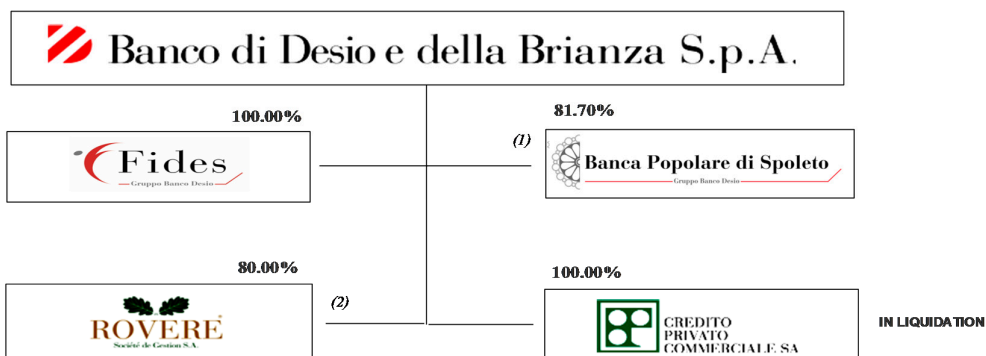 Banco di Desio e della Brianza S.p.A.
100.00%
81.70%
(1)
Fides
Gruppo Banco Desio
Banca Popolare di Spoleto
Gruppo Banco Desio
80.00%
100.00%
(2)
ROVERE
Société de Gestion S.A.
CREDITO
PRIVATO
COMMERCIALE SA
IN LIQUIDATION